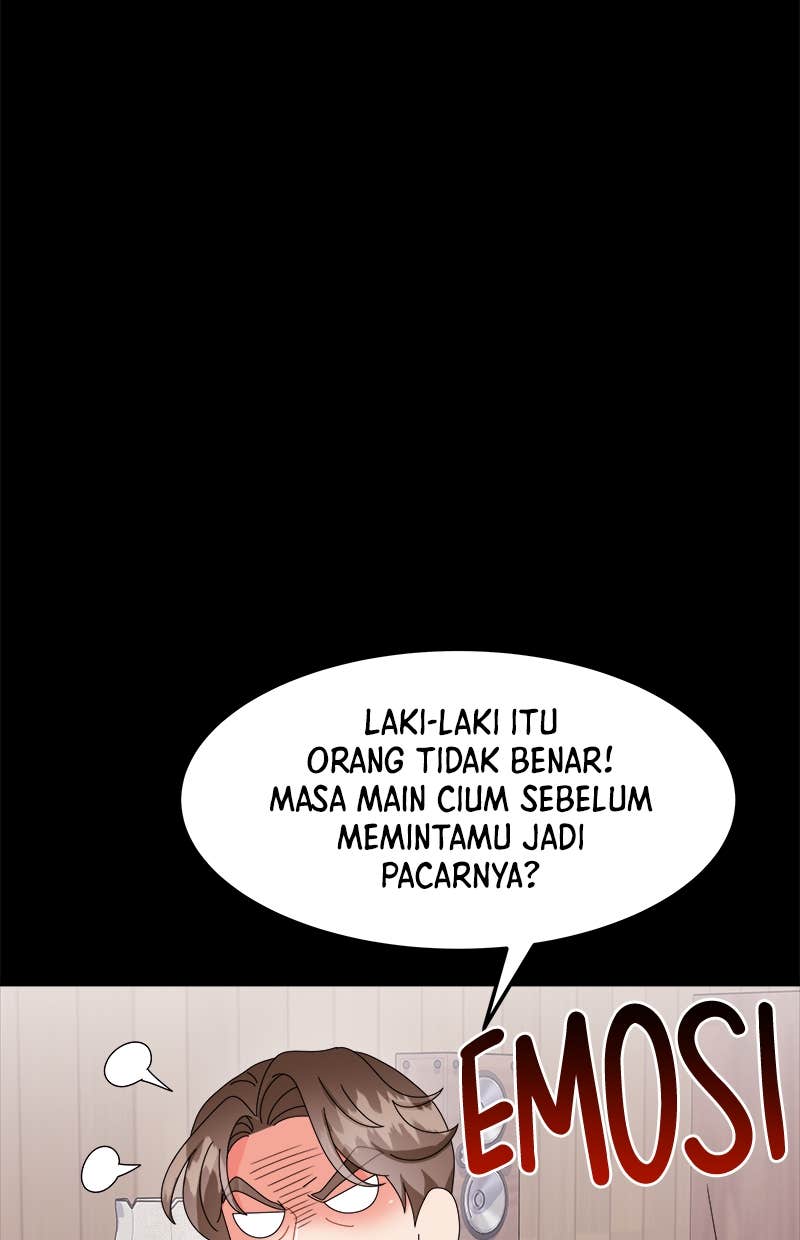 LAKI-LAKI ITU
ORANG TIDAK BENAR!
MASA MAIN CIUM SEBELUM
MEMINTAMU JADI
PACARNYA?
EMOSI